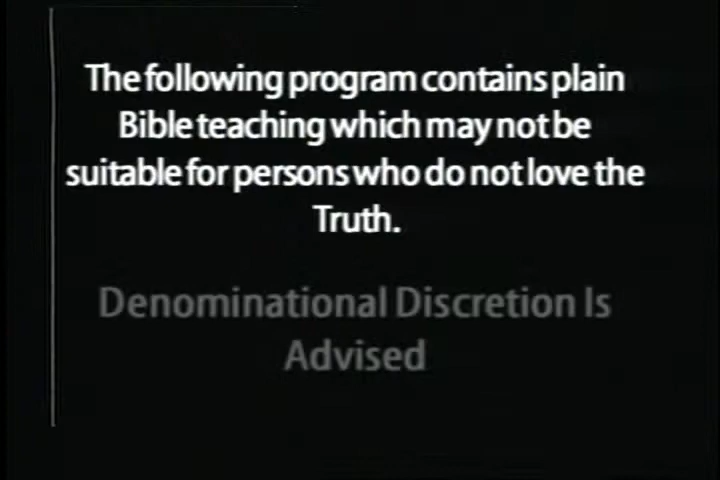 The following program contains plain
Bible teaching which may not be
suitable for persons who do not love the
Truth.
Denominational Discretion Is
Advised